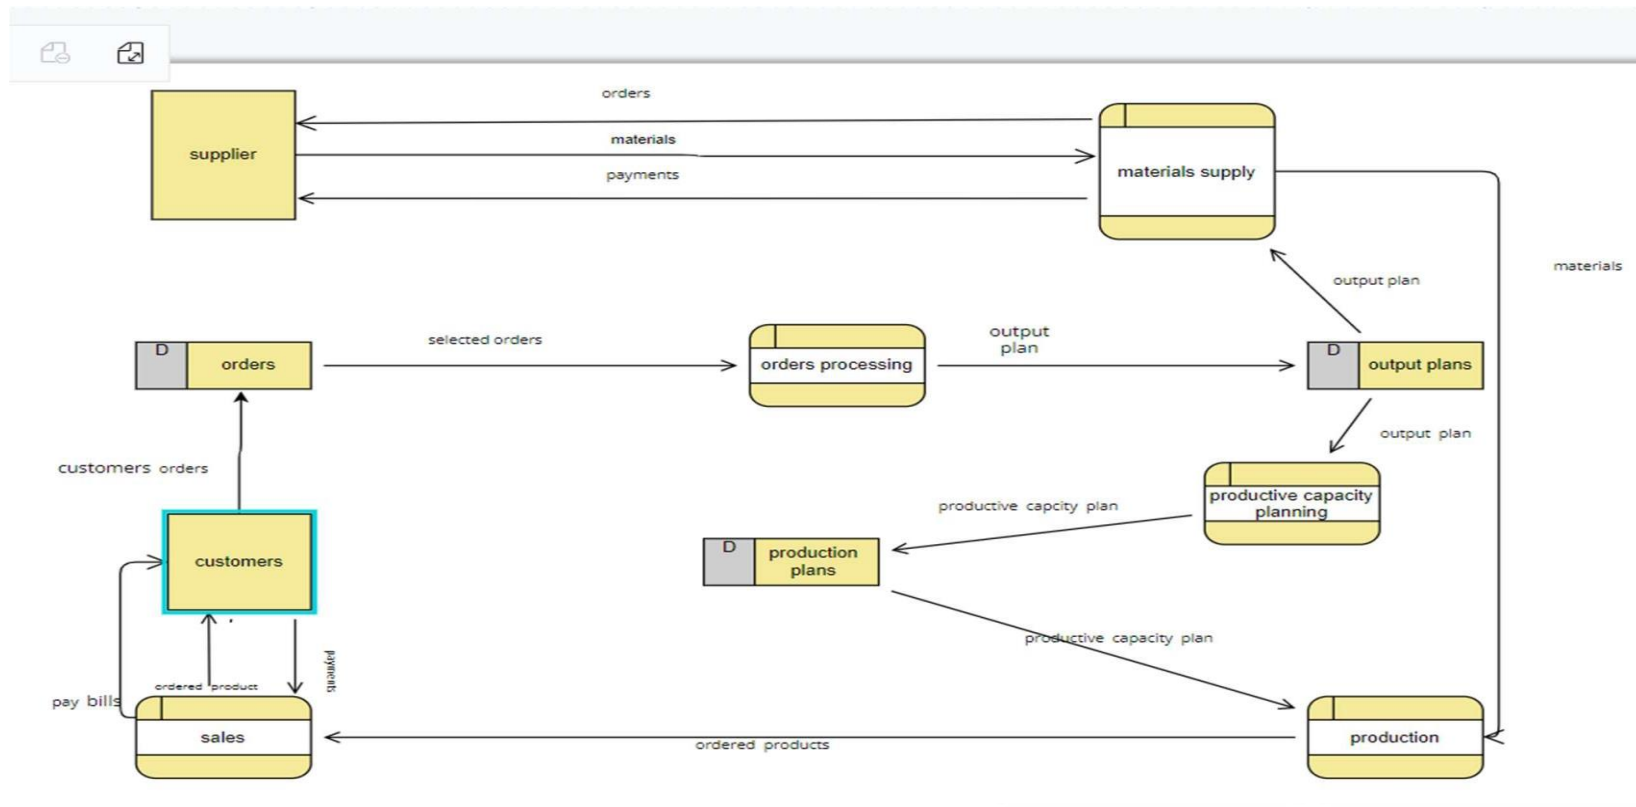 orders
materials
supplier
payments
materials supply
materials
output plan
selected orders
output
plan
D
orders
orders processing
D
output plans
output plan
customers orders
productive capacity
planning
productive capcity plan
D
production
plans
customers
productive capacity plan
payments
ordered product
pay bills
sales
ordered products
production